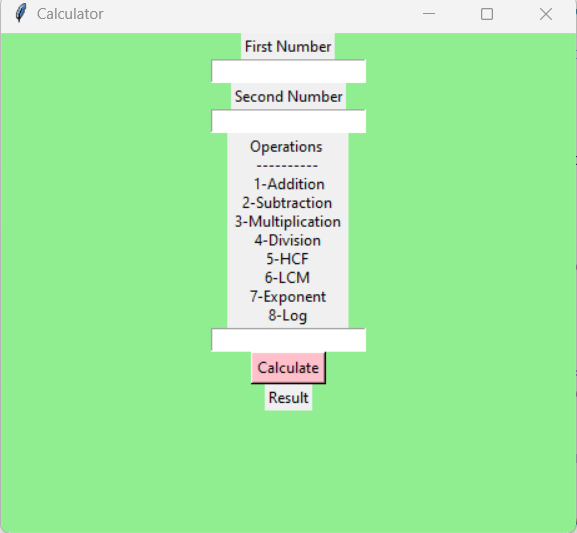 Calculator
First Number
Second Number
Operations
----------
1-Addition
2-Subtraction
3-Multiplication
4-Division
5-HCF
6-LCM
7-Exponent
8-Log
Calculate
Result